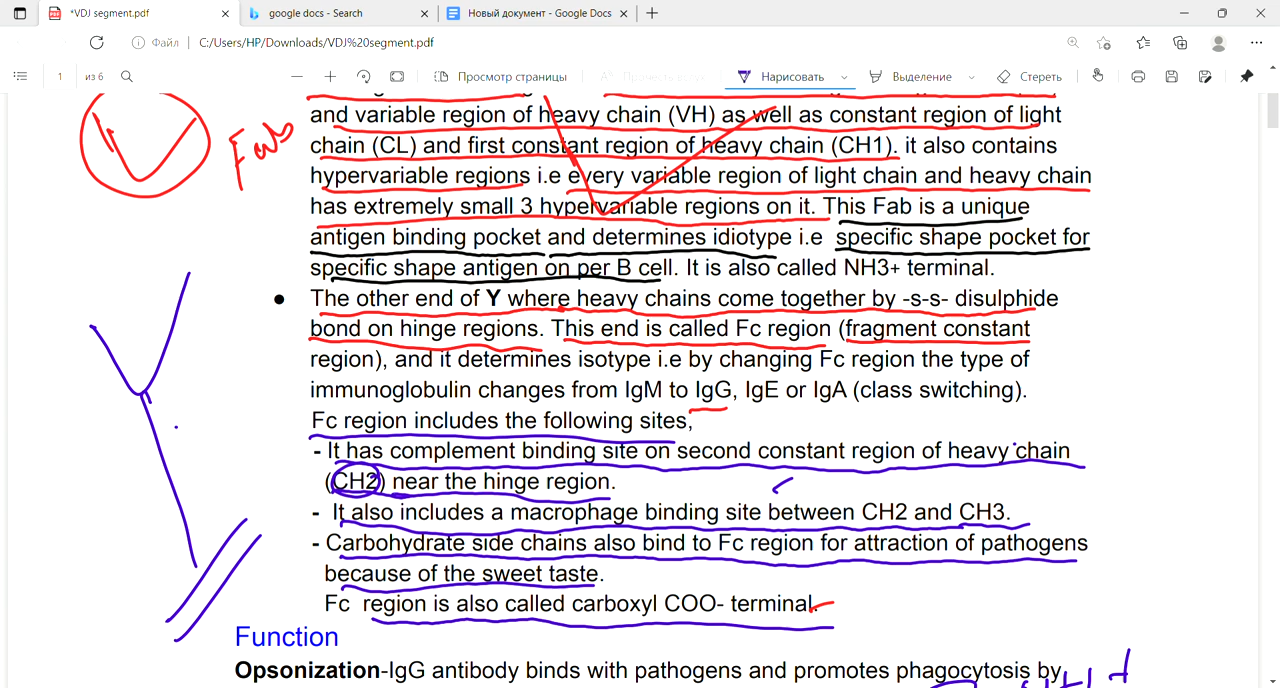 *VDJ segment.pdf
google docs - Search
Новый документ - Google Docs
Файл
C:/Users/HP/Downloads/VDJ%20segment.pdf
1 из 6
Просмотр страницы
Нарисовать
Выделение
Стереть
and variable region of heavy chain (VH) as well as constant region of light
Fab
chain (CL) and first constant region of heavy chain (CH1). it also contains
hypervariable regions i.e every variable region of light chain and heavy chain
has extremely small 3 hypervariable regions on it. This Fab is a unique
antigen binding pocket and determines idiotype i.e specific shape pocket for
specific shape antigen on per B cell. It is also called NH3+ terminal.
● The other end of Y where heavy chains come together by -s-s- disulphide
bond on hinge regions. This end is called Fc region (fragment constant
region), and it determines isotype i.e by changing Fc region the type of
immunoglobulin changes from IgM to IgG, IgE or IgA (class switching).
Fc region includes the following sites,
- It has complement binding site on second constant region of heavy chain
(CH2) near the hinge region.
- It also includes a macrophage binding site between CH2 and CH3.
- Carbohydrate side chains also bind to Fc region for attraction of pathogens
because of the sweet taste.
Fc region is also called carboxyl COO- terminal.
Function
Opsonization-IgG antibody binds with pathogens and promotes phagocytosis by